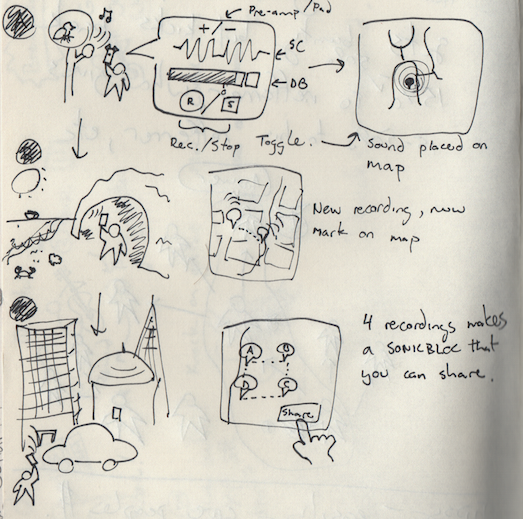 Pre-amp/Pad
+/-
SC
DB
R / S
Rec./Stop Toggle.
Sound placed on
map
New recording, now
mark on map
4 recordings makes
a SONICBLOC that
you can share.
A B
D C
Share